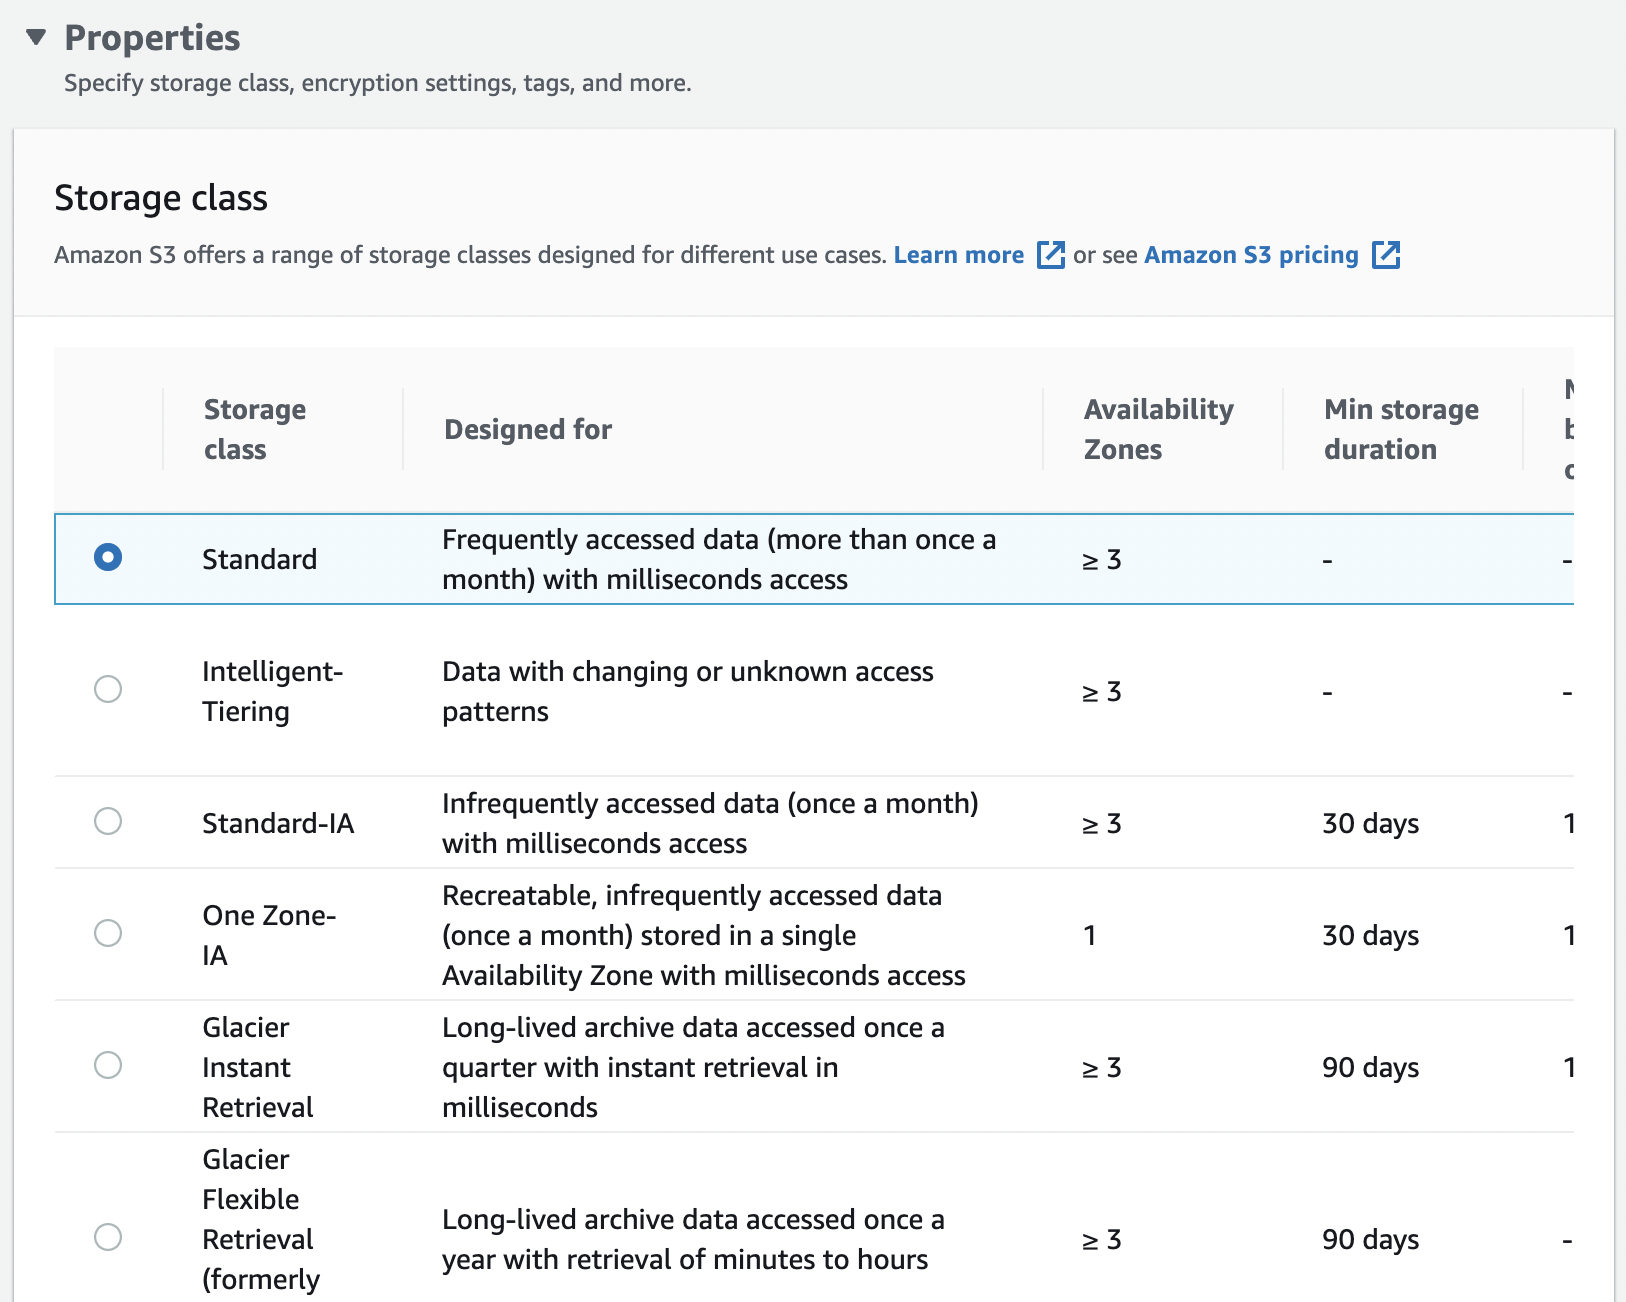 Properties
Specify storage class, encryption settings, tags, and more.
Storage class
Amazon S3 offers a range of storage classes designed for different use cases. Learn more or see Amazon S3 pricing
Storage class
Designed for
Availability Zones
Min storage duration
Standard
Frequently accessed data (more than once a
month) with milliseconds access
≥ 3
-
-
Intelligent-
Tiering
Data with changing or unknown access
patterns
≥ 3
-
-
Standard-IA
Infrequently accessed data (once a month)
with milliseconds access
≥ 3
30 days
1
One Zone-
IA
Recreatable, infrequently accessed data
(once a month) stored in a single
Availability Zone with milliseconds access
1
30 days
1
Glacier
Instant
Retrieval
Long-lived archive data accessed once a
quarter with instant retrieval in
milliseconds
≥ 3
90 days
1
Glacier
Flexible
Retrieval
(formerly
Long-lived archive data accessed once a
year with retrieval of minutes to hours
≥ 3
90 days
-